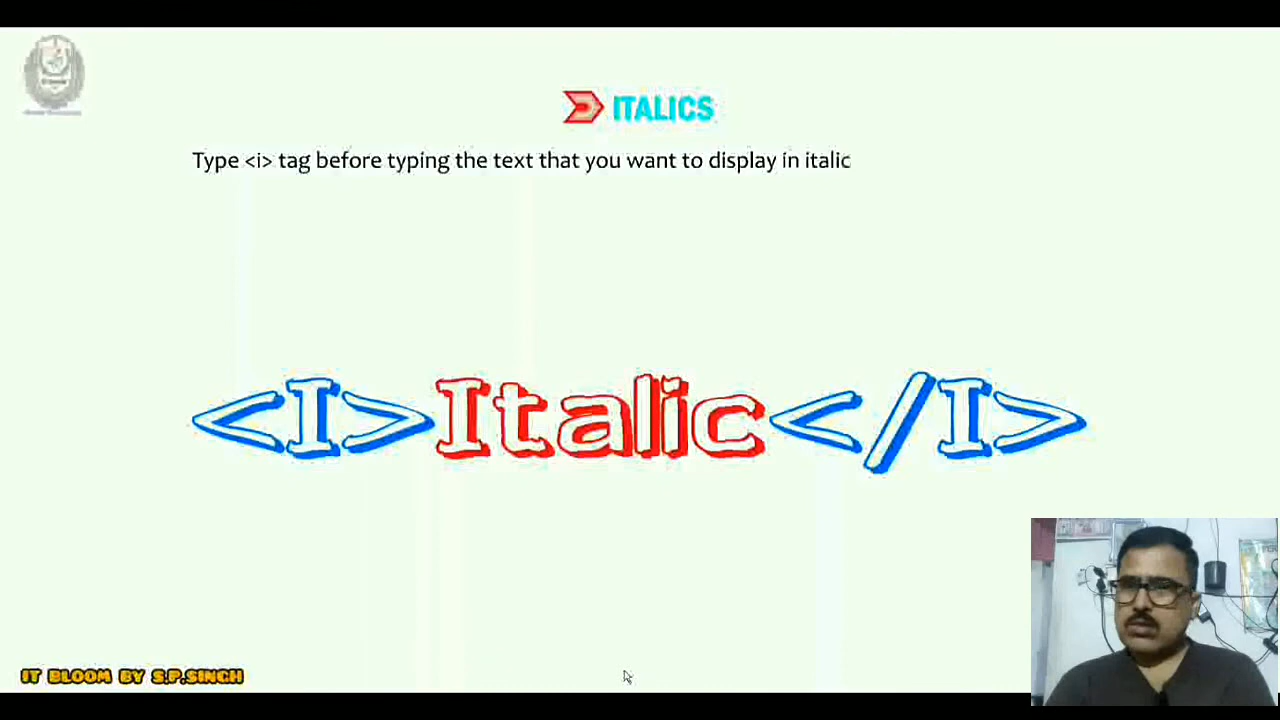 ITALICS
Type <i> tag before typing the text that you want to display in italic
<I>Italic</I>
IT BLOOM BY S.P.SINGH